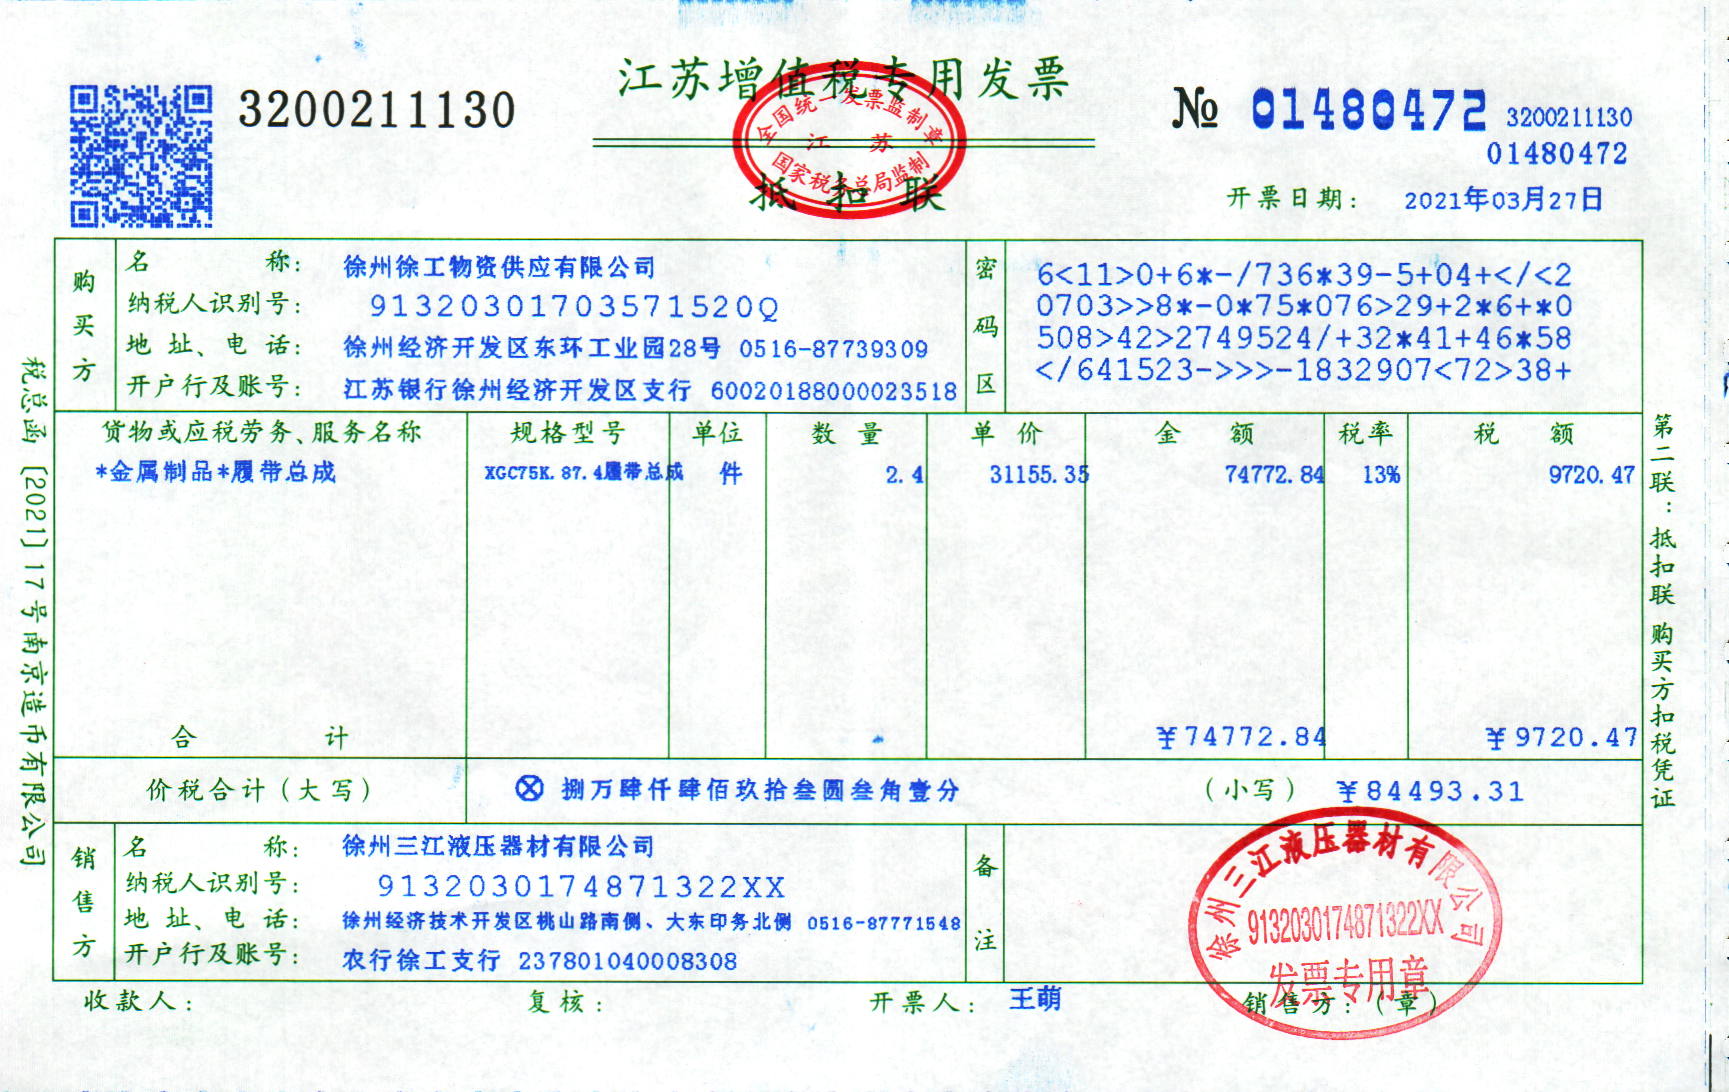 江苏增值税专用发票
3200211130
№ 01480472 3200211130
01480472
全国统一发票监制章
江 苏
国家税务总局监制
抵扣联
开票日期： 2021年03月27日
购买方
名 称： 徐州徐工物资供应有限公司
纳税人识别号： 91320301703571520Q
地 址、电 话： 徐州经济开发区东环工业园28号 0516-87739309
开户行及账号： 江苏银行徐州经济开发区支行 60020188000023518
密码区
6<11>0+6*-/736*39-5+04+</<2
0703>>8*-0*75*076>29+2*6+*0
508>42>2749524/+32*41+46*58
</641523->>>-1832907<72>38+
货物或应税劳务、服务名称 规格型号 单位 数 量 单 价 金 额 税率 税 额
*金属制品*履带总成 XGC75K.87.4履带总成 件 2.4 31155.35 74772.84 13% 9720.47
合 计 ¥74772.84 ¥9720.47
价税合计（大写） ⊗ 捌万肆仟肆佰玖拾叁圆叁角壹分 （小写） ¥84493.31
销售方
名 称： 徐州三江液压器材有限公司
纳税人识别号： 9132030174871322XX
地 址、电 话： 徐州经济技术开发区桃山路南侧、大东印务北侧 0516-87771548
开户行及账号： 农行徐工支行 237801040008308
备注
徐州三江液压器材有限公司
9132030174871322XX
发票专用章
收款人： 复核： 开票人： 王萌 销售方：（章）
税总函〔2021〕17号南京造币有限公司
第二联：抵扣联 购买方扣税凭证